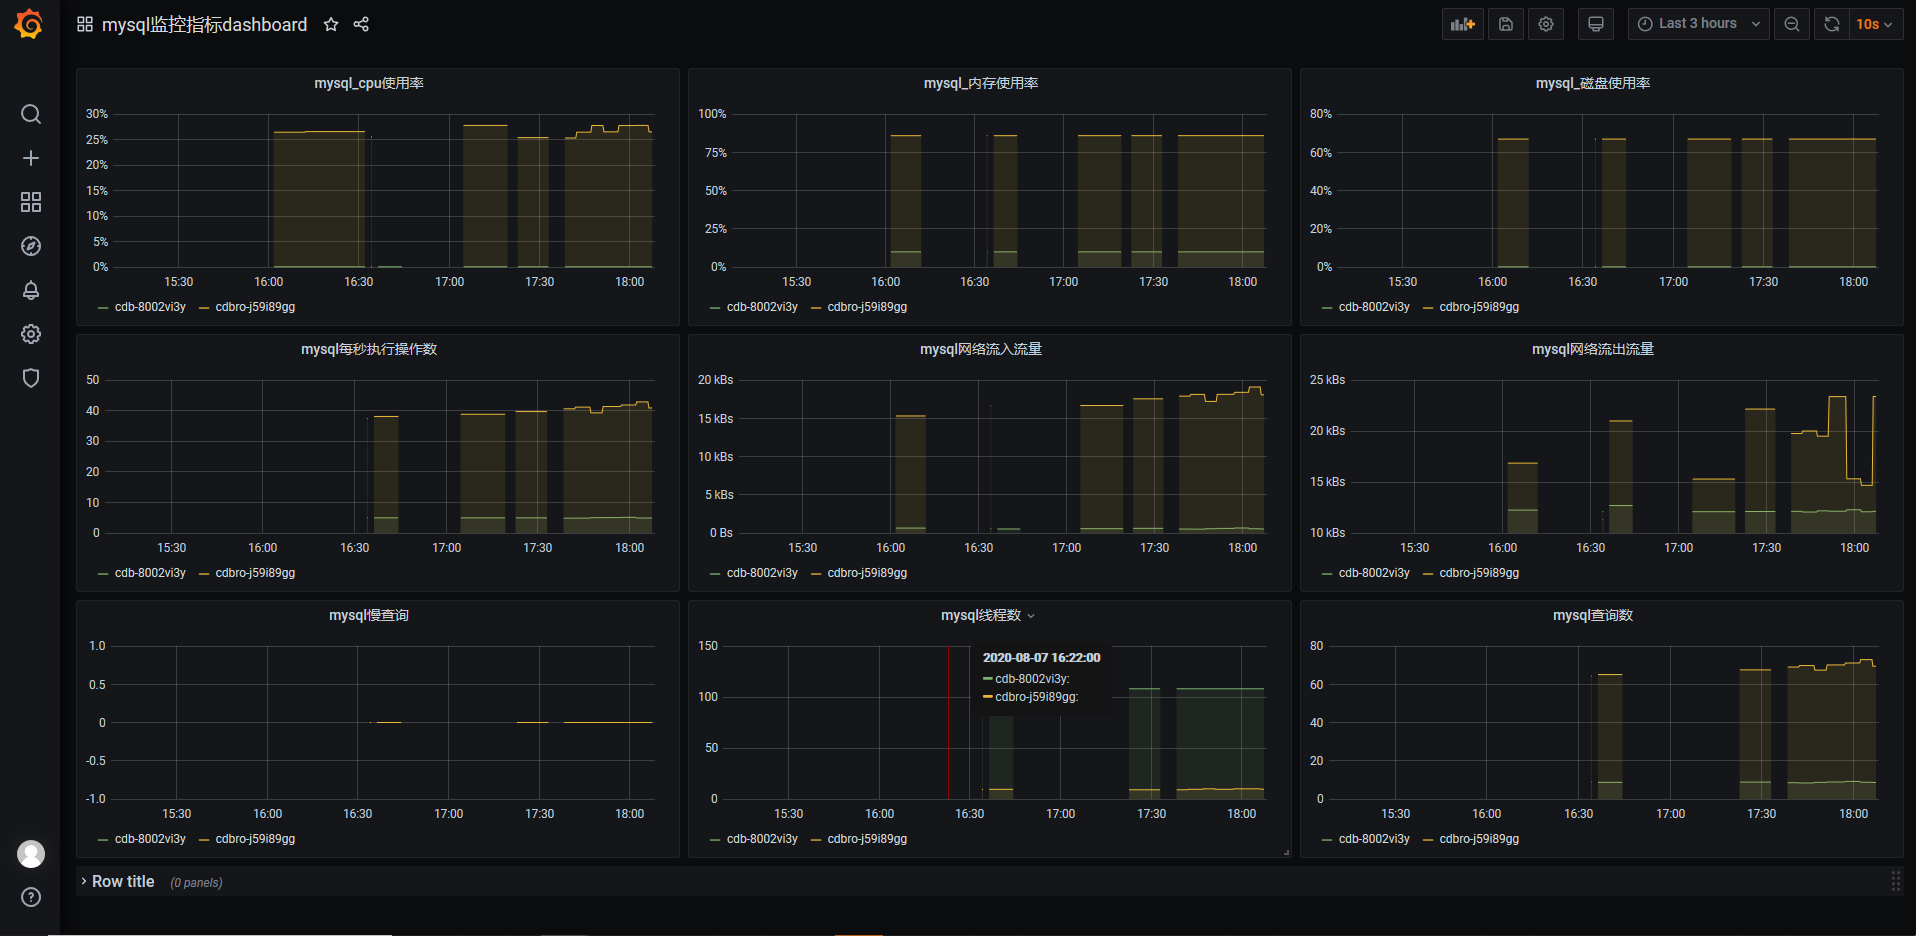 mysql监控指标dashboard
Last 3 hours
10s
mysql_cpu使用率
30%
25%
20%
15%
10%
5%
0%
15:30 16:00 16:30 17:00 17:30 18:00
cdb-8002vi3y cdbro-j59i89gg
mysql_内存使用率
100%
75%
50%
25%
0%
15:30 16:00 16:30 17:00 17:30 18:00
cdb-8002vi3y cdbro-j59i89gg
mysql_磁盘使用率
80%
60%
40%
20%
0%
15:30 16:00 16:30 17:00 17:30 18:00
cdb-8002vi3y cdbro-j59i89gg
mysql每秒执行操作数
50
40
30
20
10
0
15:30 16:00 16:30 17:00 17:30 18:00
cdb-8002vi3y cdbro-j59i89gg
mysql网络流入流量
20 kBs
15 kBs
10 kBs
5 kBs
0 Bs
15:30 16:00 16:30 17:00 17:30 18:00
cdb-8002vi3y cdbro-j59i89gg
mysql网络流出流量
25 kBs
20 kBs
15 kBs
10 kBs
15:30 16:00 16:30 17:00 17:30 18:00
cdb-8002vi3y cdbro-j59i89gg
mysql慢查询
1.0
0.5
0
-0.5
-1.0
15:30 16:00 16:30 17:00 17:30 18:00
cdb-8002vi3y cdbro-j59i89gg
mysql线程数
150
100
50
0
2020-08-07 16:22:00
cdb-8002vi3y:
cdbro-j59i89gg:
15:30 16:00 16:30 17:00 17:30 18:00
cdb-8002vi3y cdbro-j59i89gg
mysql查询数
80
60
40
20
0
15:30 16:00 16:30 17:00 17:30 18:00
cdb-8002vi3y cdbro-j59i89gg
Row title (0 panels)